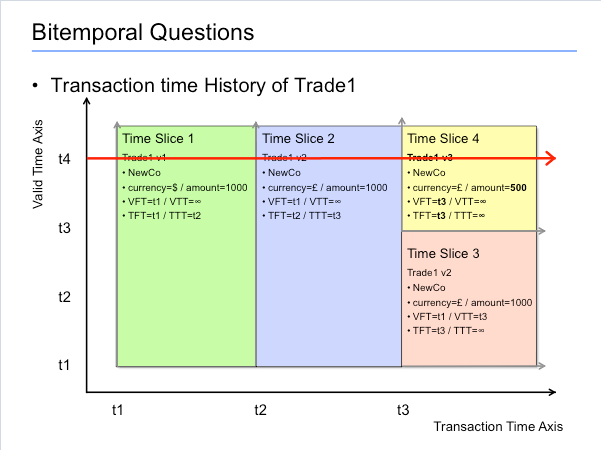 Bitemporal Questions
• Transaction time History of Trade1
Valid Time Axis
t4
t3
t2
t1
Time Slice 1
Trade1 v1
• NewCo
• currency=$ / amount=1000
• VFT=t1 / VTT=∞
• TFT=t1 / TTT=t2
Time Slice 2
Trade1 v2
• NewCo
• currency=£ / amount=1000
• VFT=t1 / VTT=∞
• TFT=t2 / TTT=t3
Time Slice 4
Trade1 v3
• NewCo
• currency=£ / amount=500
• VFT=t3 / VTT=∞
• TFT=t3 / TTT=∞
Time Slice 3
Trade1 v2
• NewCo
• currency=£ / amount=1000
• VFT=t1 / VTT=t3
• TFT=t3 / TTT=∞
t1
t2
t3
Transaction Time Axis